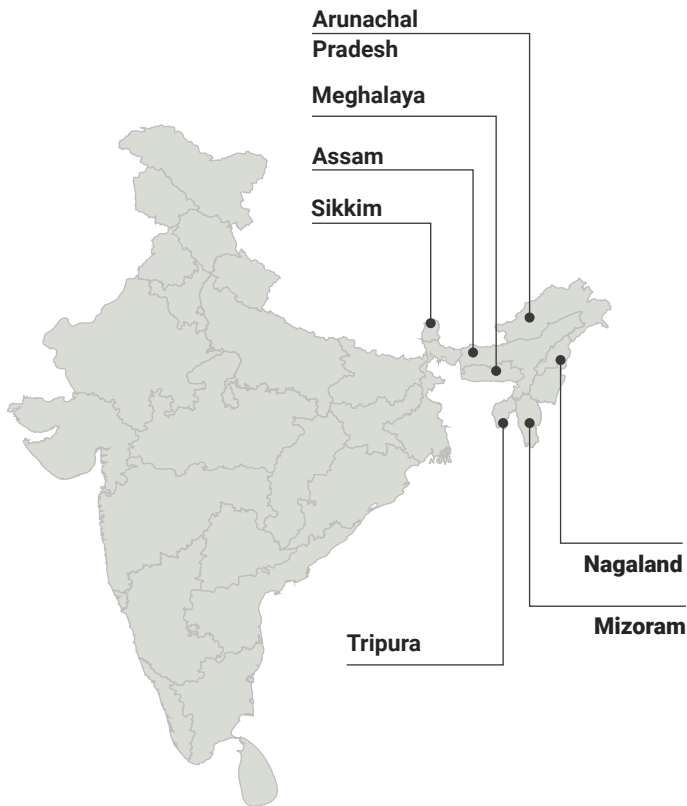 Arunachal
Pradesh
Meghalaya
Assam
Sikkim
Nagaland
Mizoram
Tripura